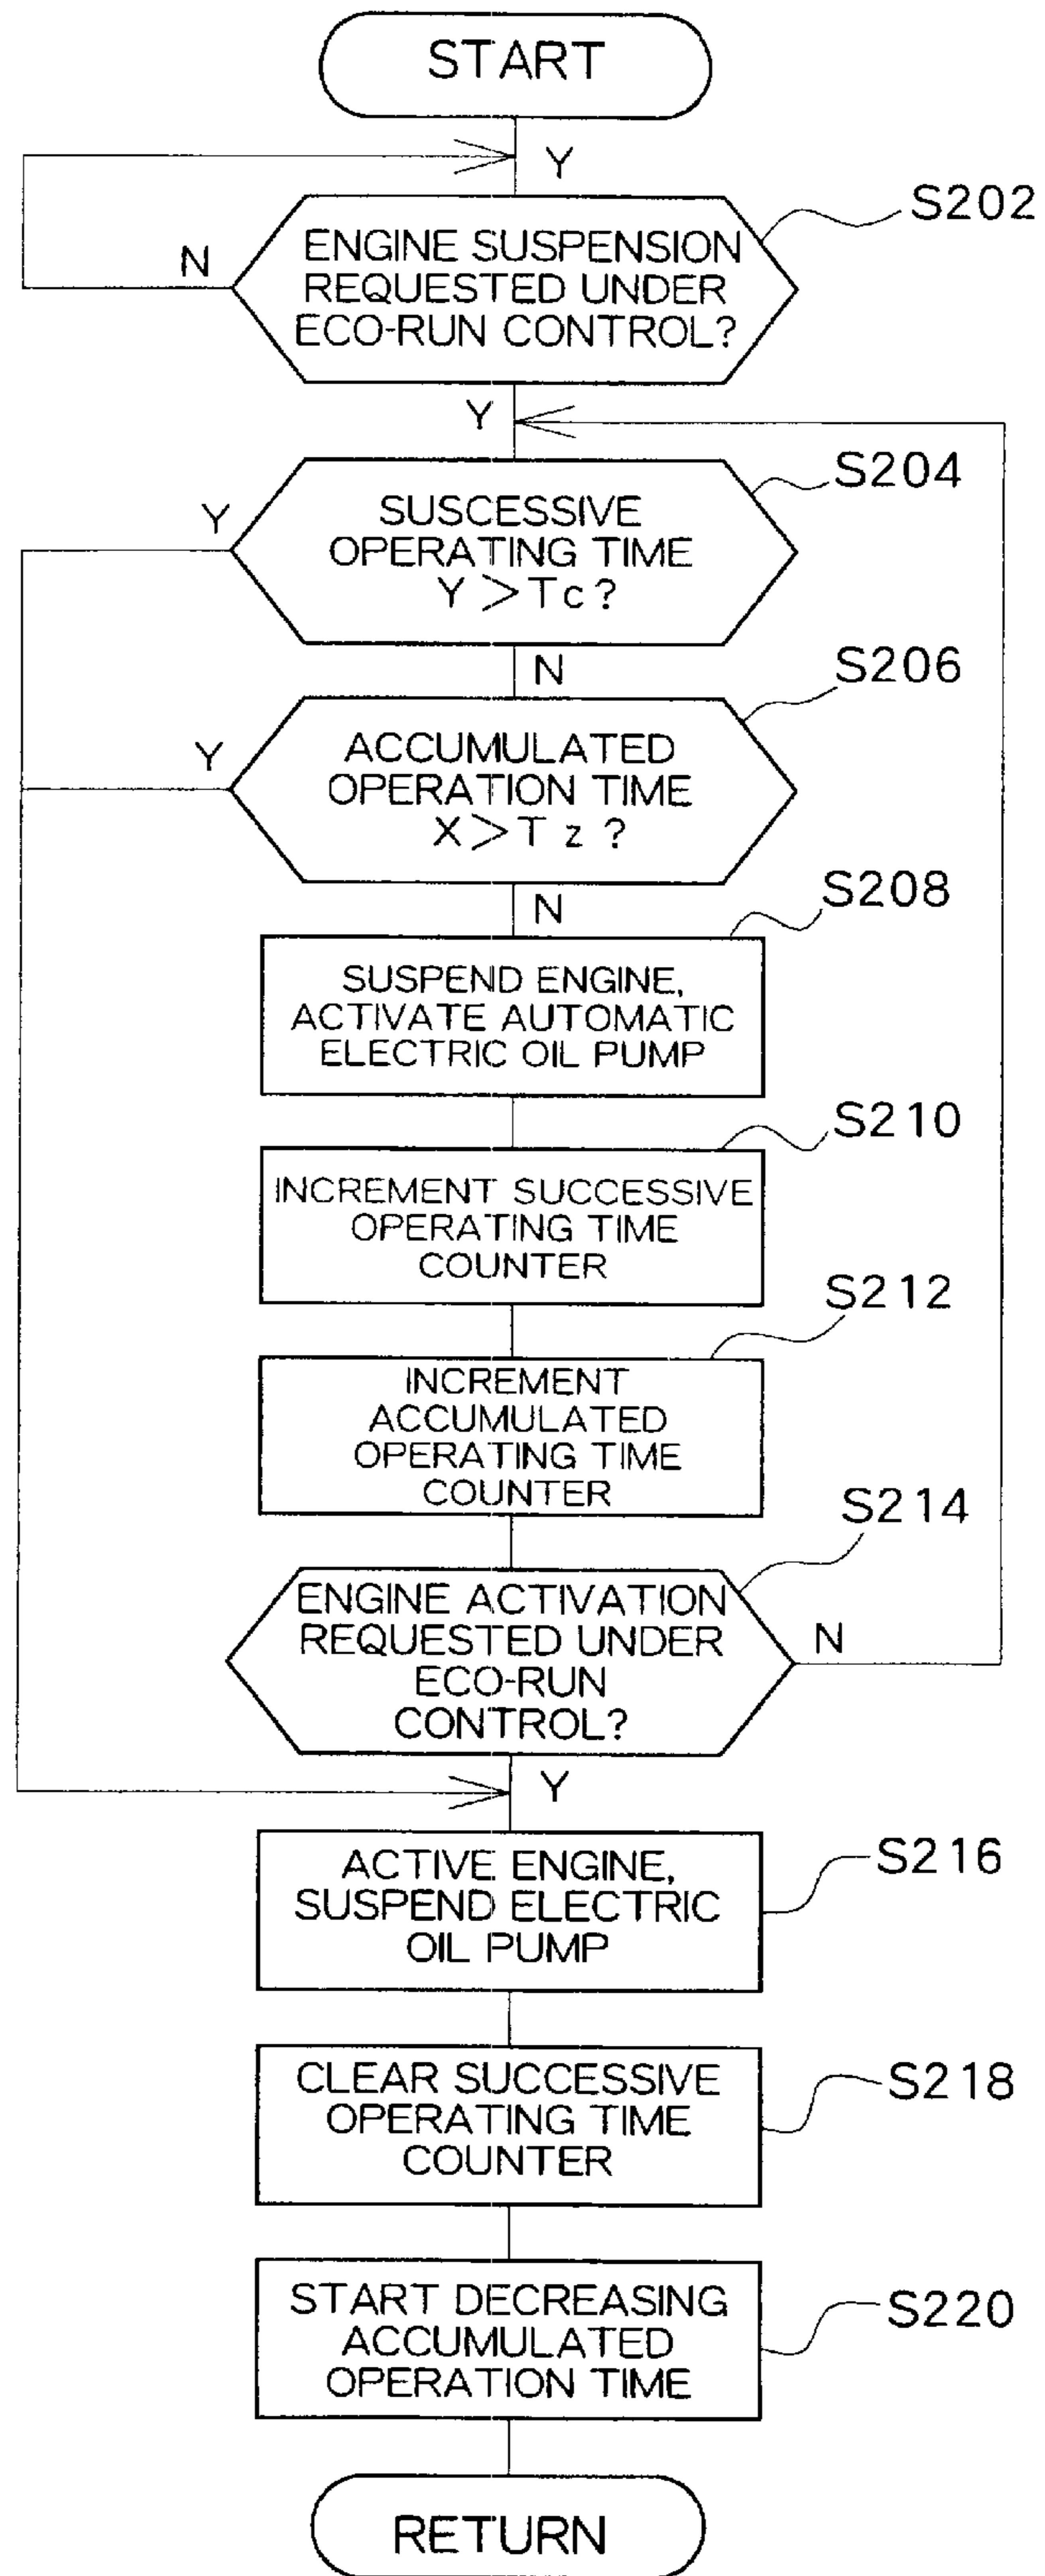 START
Y
S202
N
ENGINE SUSPENSION
REQUESTED UNDER
ECO-RUN CONTROL?
Y
S204
Y
SUSCESSIVE
OPERATING TIME
Y>Tc?
N
S206
Y
ACCUMULATED
OPERATION TIME
X>Tz?
N
S208
SUSPEND ENGINE,
ACTIVATE AUTOMATIC
ELECTRIC OIL PUMP
S210
INCREMENT SUCCESSIVE
OPERATING TIME
COUNTER
S212
INCREMENT
ACCUMULATED
OPERATING TIME
COUNTER
S214
ENGINE ACTIVATION
REQUESTED UNDER
ECO-RUN
CONTROL?
N
Y
S216
ACTIVE ENGINE,
SUSPEND ELECTRIC
OIL PUMP
S218
CLEAR SUCCESSIVE
OPERATING TIME
COUNTER
S220
START DECREASING
ACCUMULATED
OPERATION TIME
RETURN